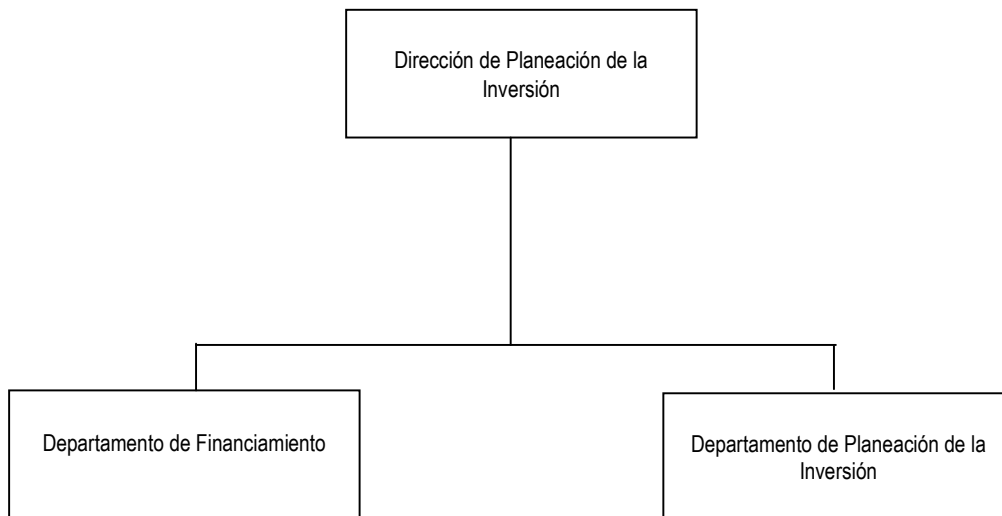 Dirección de Planeación de la
Inversión
Departamento de Financiamiento
Departamento de Planeación de la
Inversión